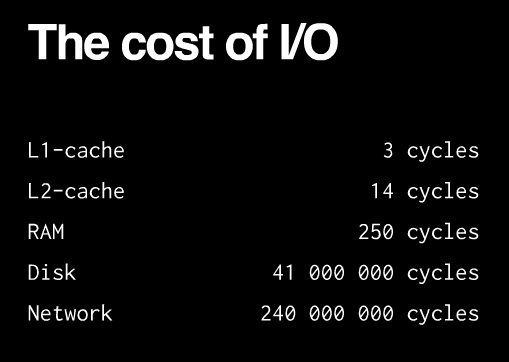 The cost of I/O
L1-cache 3 cycles
L2-cache 14 cycles
RAM 250 cycles
Disk 41 000 000 cycles
Network 240 000 000 cycles